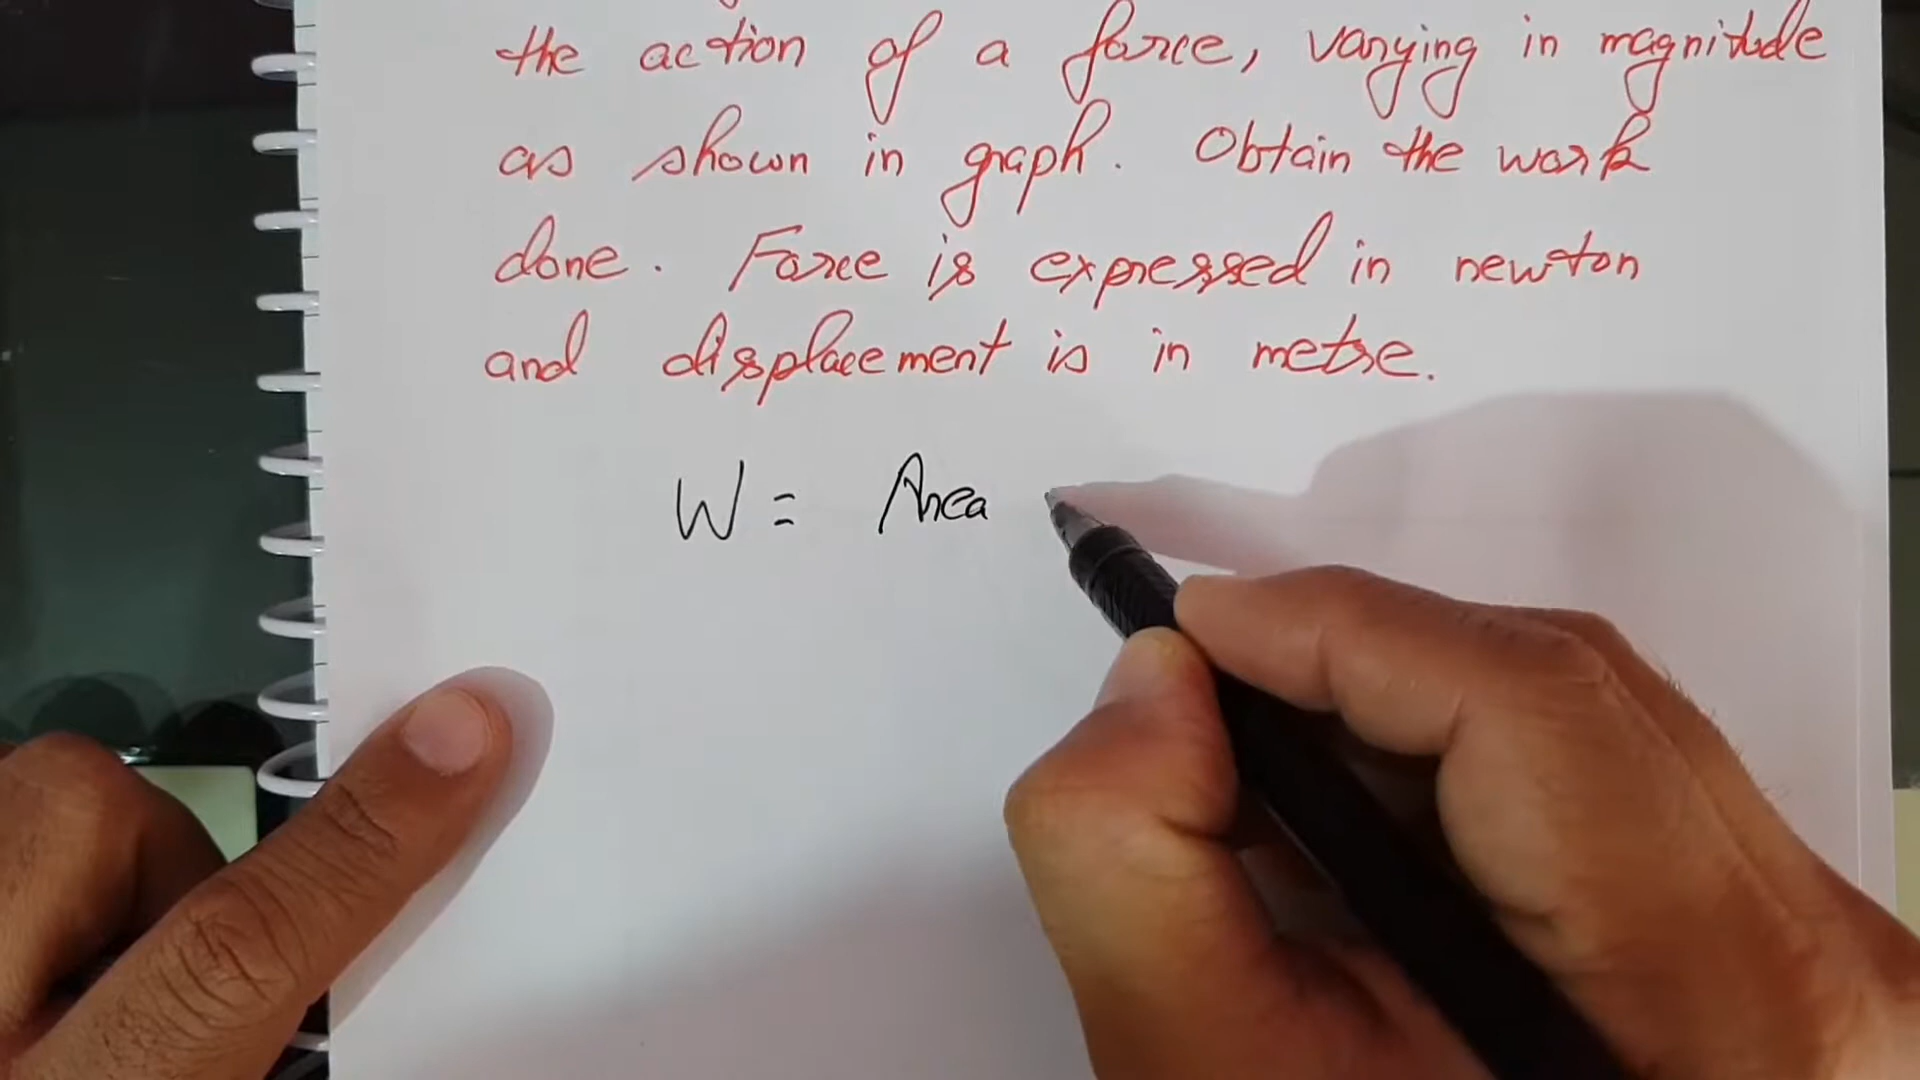 the action of a force, varying in magnitude
as shown in graph. Obtain the work
done. Force is expressed in newton
and displacement is in metre.
W = Area